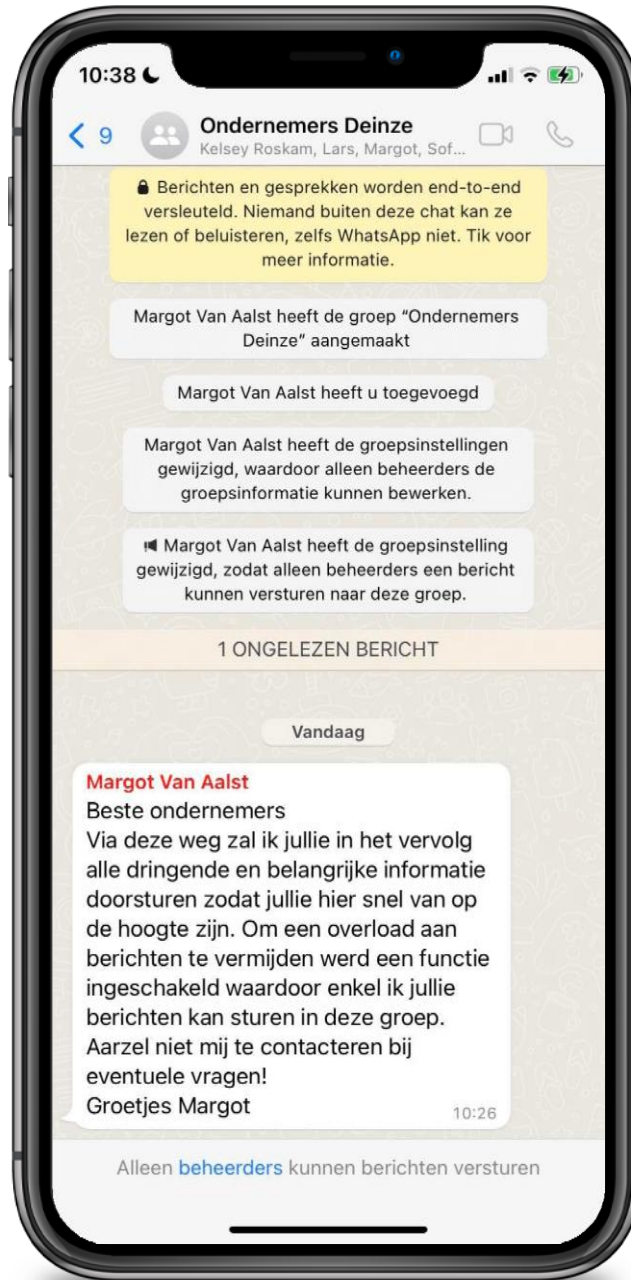 10:38
9
Ondernemers Deinze
Kelsey Roskam, Lars, Margot, Sof...
Berichten en gesprekken worden end-to-end
versleuteld. Niemand buiten deze chat kan ze
lezen of beluisteren, zelfs WhatsApp niet. Tik voor
meer informatie.
Margot Van Aalst heeft de groep “Ondernemers
Deinze” aangemaakt
Margot Van Aalst heeft u toegevoegd
Margot Van Aalst heeft de groepsinstellingen
gewijzigd, waardoor alleen beheerders de
groepsinformatie kunnen bewerken.
Margot Van Aalst heeft de groepsinstelling
gewijzigd, zodat alleen beheerders een bericht
kunnen versturen naar deze groep.
1 ONGELEZEN BERICHT
Vandaag
Margot Van Aalst
Beste ondernemers
Via deze weg zal ik jullie in het vervolg
alle dringende en belangrijke informatie
doorsturen zodat jullie hier snel van op
de hoogte zijn. Om een overload aan
berichten te vermijden werd een functie
ingeschakeld waardoor enkel ik jullie
berichten kan sturen in deze groep.
Aarzel niet mij te contacteren bij
eventuele vragen!
Groetjes Margot
10:26
Alleen beheerders kunnen berichten versturen